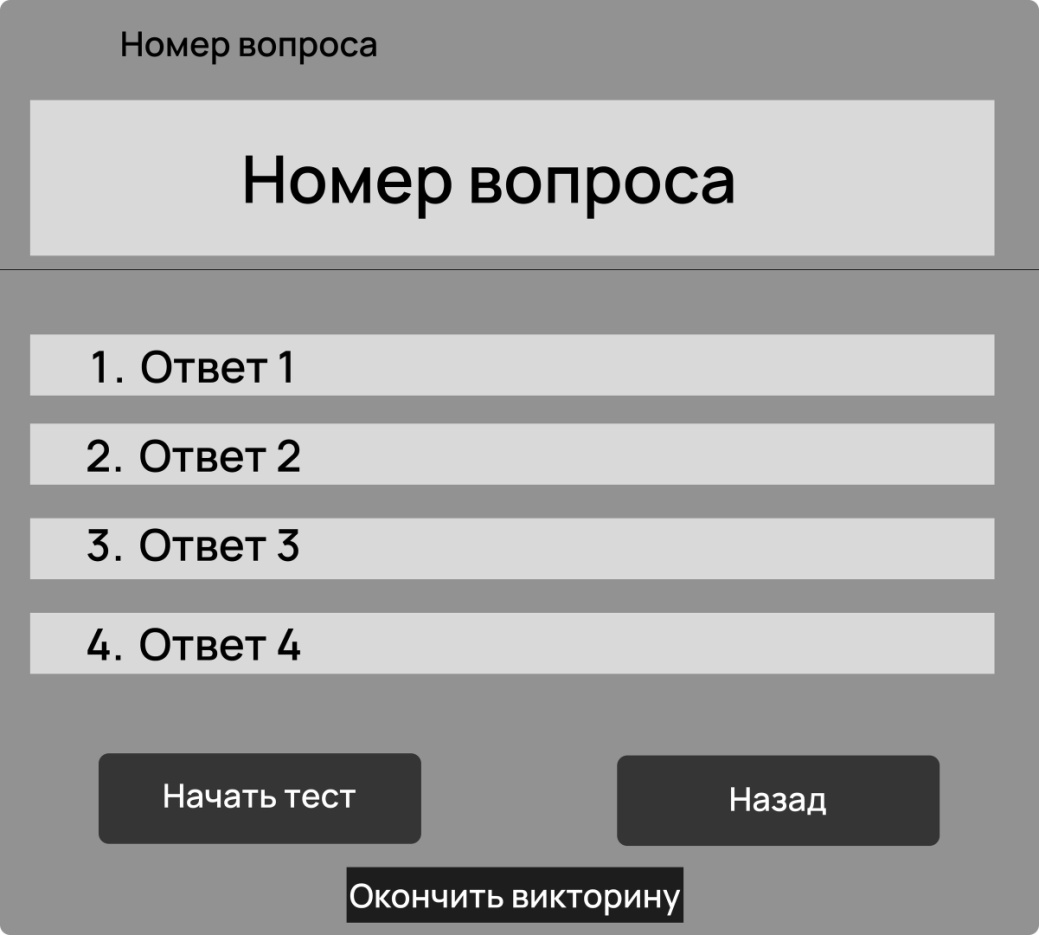 Номер вопроса
Номер вопроса
1. Ответ 1
2. Ответ 2
3. Ответ 3
4. Ответ 4
Начать тест
Назад
Окончить викторину